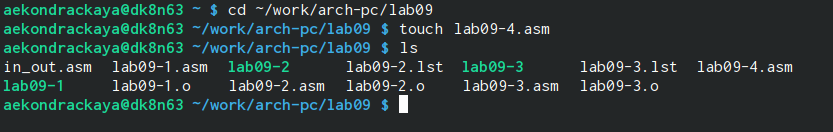 aekondrackaya@dk8n63 ~ $ cd ~/work/arch-pc/lab09
aekondrackaya@dk8n63 ~/work/arch-pc/lab09 $ touch lab09-4.asm
aekondrackaya@dk8n63 ~/work/arch-pc/lab09 $ ls
in_out.asm  lab09-1.asm  lab09-2      lab09-2.lst  lab09-3      lab09-3.lst  lab09-4.asm
lab09-1     lab09-1.o    lab09-2.asm  lab09-2.o    lab09-3.asm  lab09-3.o
aekondrackaya@dk8n63 ~/work/arch-pc/lab09 $